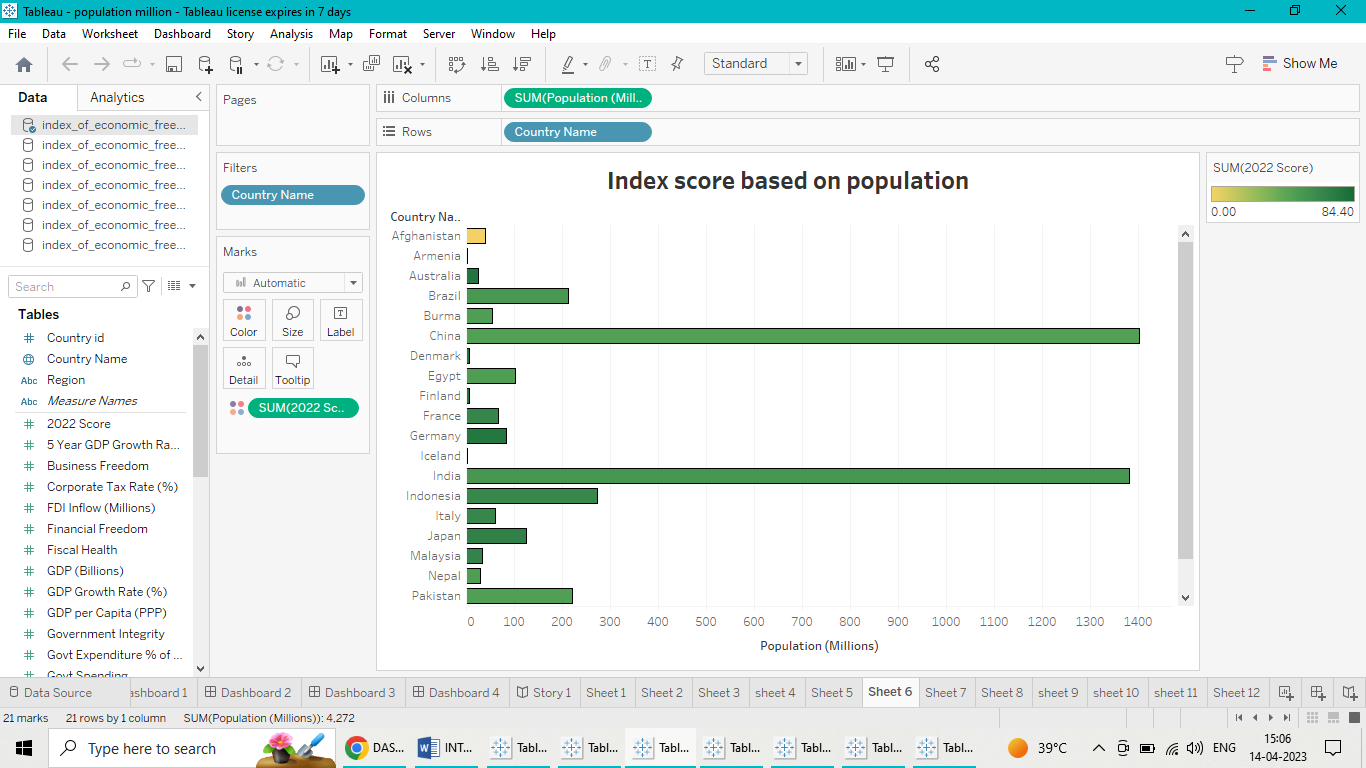 Tableau - population million - Tableau license expires in 7 days
File Data Worksheet Dashboard Story Analysis Map Format Server Window Help
Standard
Show Me
Data Analytics
index_of_economic_free...
index_of_economic_free...
index_of_economic_free...
index_of_economic_free...
index_of_economic_free...
index_of_economic_free...
index_of_economic_free...
Search
Tables
Country id
Country Name
Abc Region
Abc Measure Names
2022 Score
5 Year GDP Growth Ra...
Business Freedom
Corporate Tax Rate (%)
FDI Inflow (Millions)
Financial Freedom
Fiscal Health
GDP (Billions)
GDP Growth Rate (%)
GDP per Capita (PPP)
Government Integrity
Govt Expenditure % of ...
Govt Spending
Pages
Filters
Country Name
Marks
Automatic
Color Size Label
Detail Tooltip
SUM(2022 Sc..
Columns SUM(Population (Mill..
Rows Country Name
Index score based on population
Country Na..
Afghanistan
Armenia
Australia
Brazil
Burma
China
Denmark
Egypt
Finland
France
Germany
Iceland
India
Indonesia
Italy
Japan
Malaysia
Nepal
Pakistan
0 100 200 300 400 500 600 700 800 900 1000 1100 1200 1300 1400
Population (Millions)
SUM(2022 Score)
0.00 84.40
Data Source ashboard 1 Dashboard 2 Dashboard 3 Dashboard 4 Story 1 Sheet 1 Sheet 2 Sheet 3 sheet 4 Sheet 5 Sheet 6 Sheet 7 Sheet 8 sheet 9 sheet 10 sheet 11 Sheet 12
21 marks 21 rows by 1 column SUM(Population (Millions)): 4,272
Type here to search DAS... INT... Tabl... Tabl... Tabl... Tabl... Tabl... Tabl... Tabl... 39°C ENG 15:06
14-04-2023